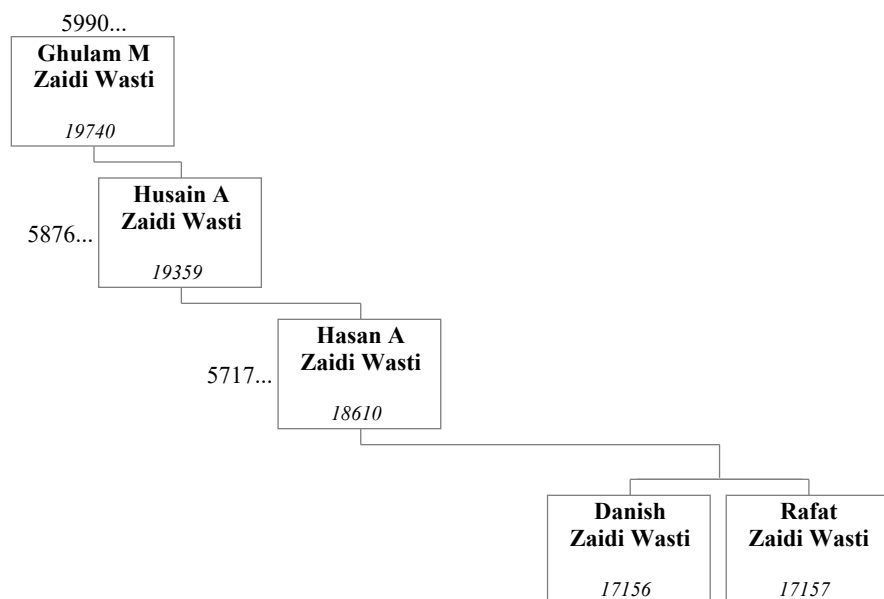 5990...
Ghulam M
Zaidi Wasti
19740
Husain A
Zaidi Wasti
5876...
19359
Hasan A
Zaidi Wasti
5717...
18610
Danish
Zaidi Wasti
17156
Rafat
Zaidi Wasti
17157